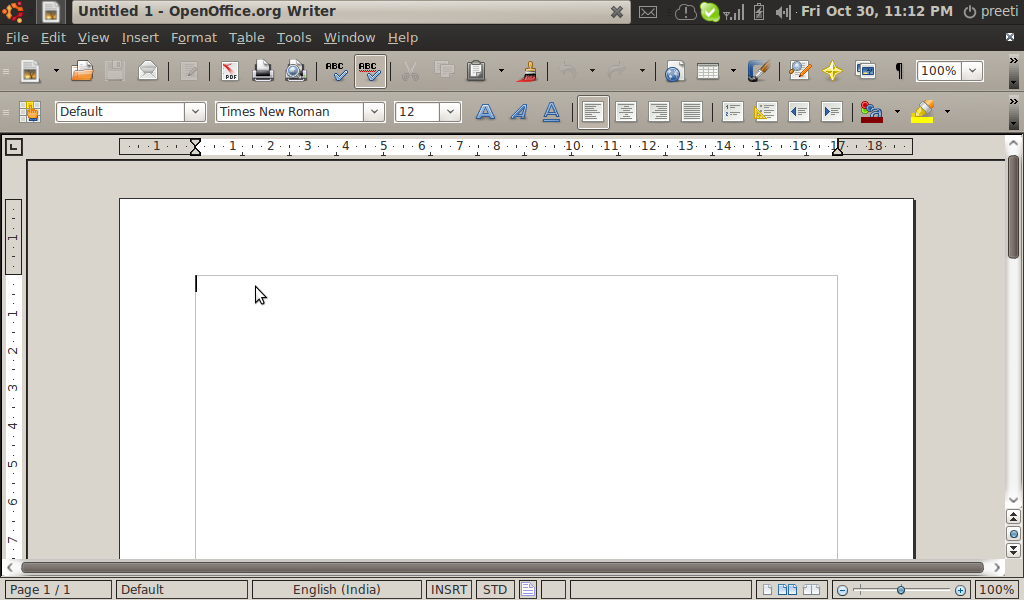 Untitled 1 - OpenOffice.org Writer
Fri Oct 30, 11:12 PM preeti
File Edit View Insert Format Table Tools Window Help
PDF ABC ABC 100%
Default Times New Roman 12
1 1 2 3 4 5 6 7 8 9 10 11 12 13 14 15 16 17 18
1
1
2
3
4
5
6
7
Page 1 / 1 Default English (India) INSRT STD 100%